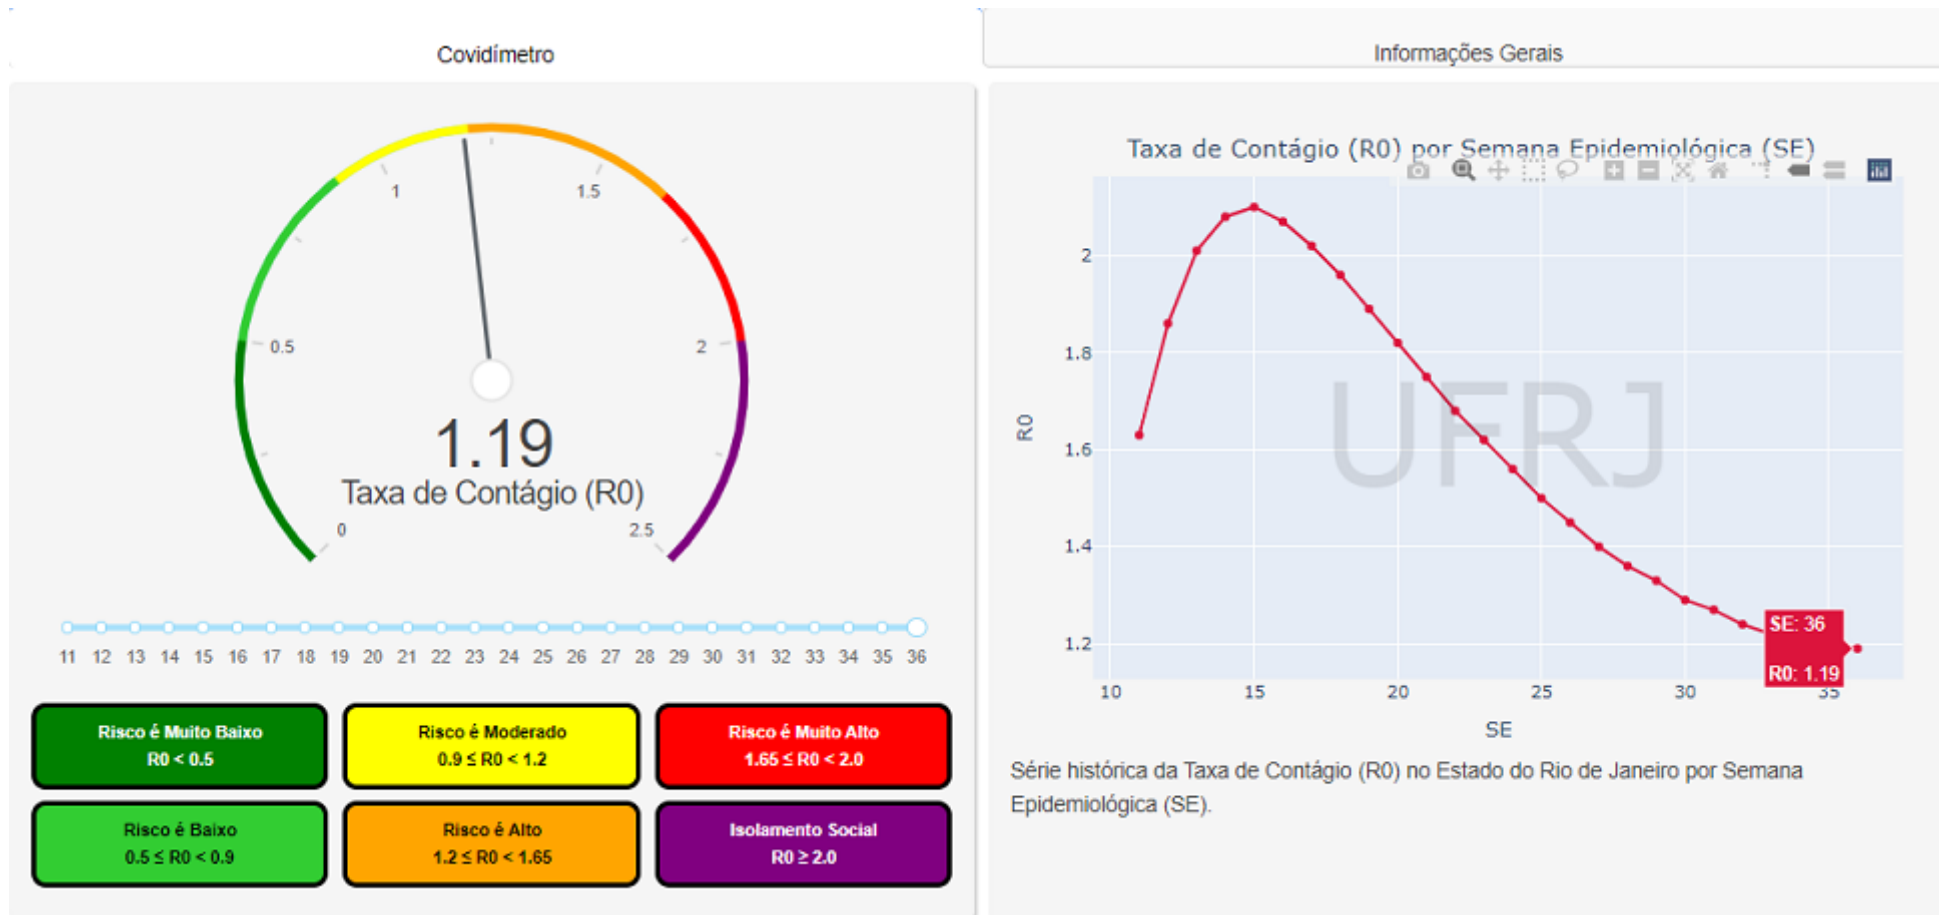 Covidímetro
Informações Gerais
0
0.5
1
1.5
2
2.5
1.19
Taxa de Contágio (R0)
11 12 13 14 15 16 17 18 19 20 21 22 23 24 25 26 27 28 29 30 31 32 33 34 35 36
Risco é Muito Baixo
R0 < 0.5
Risco é Moderado
0.9 ≤ R0 < 1.2
Risco é Muito Alto
1.65 ≤ R0 < 2.0
Risco é Baixo
0.5 ≤ R0 < 0.9
Risco é Alto
1.2 ≤ R0 < 1.65
Isolamento Social
R0 ≥ 2.0
Taxa de Contágio (R0) por Semana Epidemiológica (SE)
2
1.8
1.6
1.4
1.2
R0
UFRJ
SE: 36
R0: 1.19
10 15 20 25 30 35
SE
Série histórica da Taxa de Contágio (R0) no Estado do Rio de Janeiro por Semana
Epidemiológica (SE).